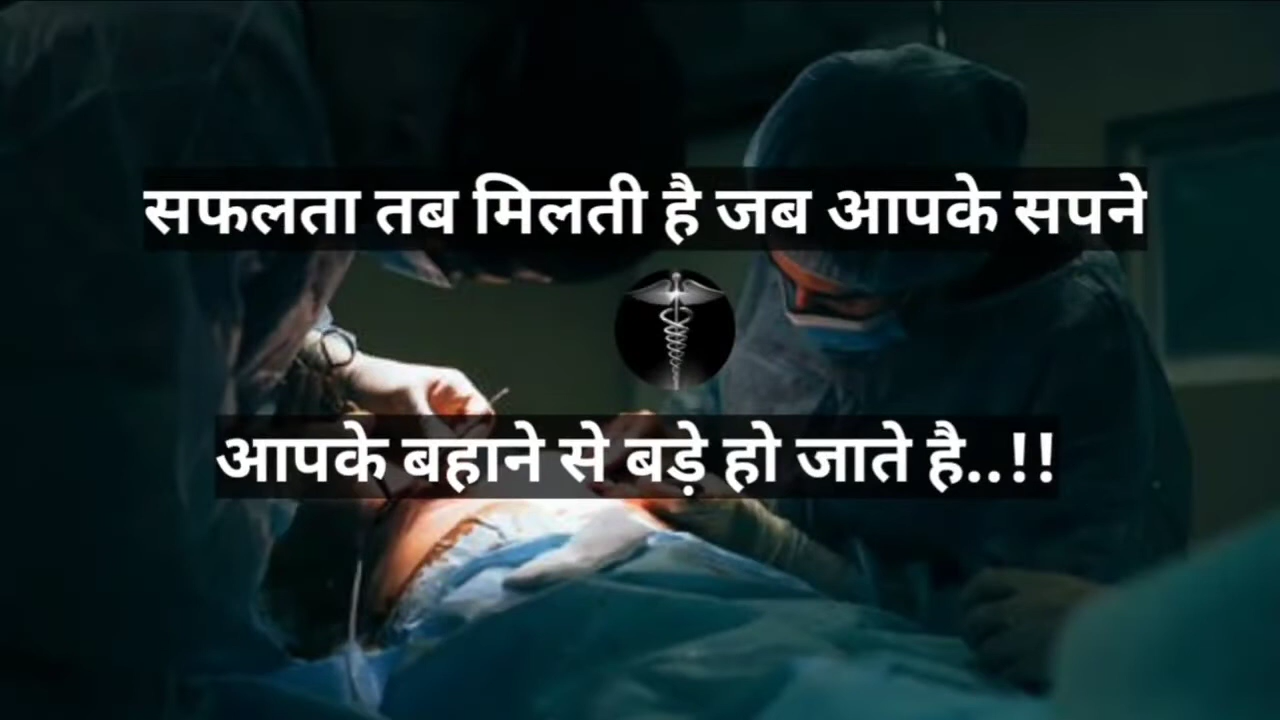 सफलता तब मिलती है जब आपके सपने
आपके बहाने से बड़े हो जाते है..!!